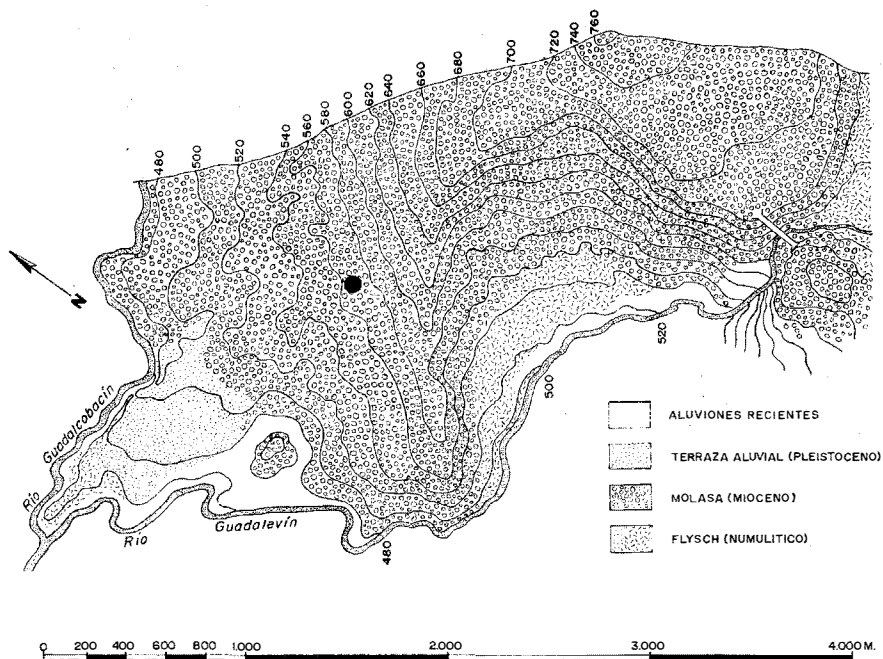 760
740
720
700
680
660
640
620
600
580
560
540
520
500
480
N
Río Guadalcobacín
Río Guadalevín
520
500
480
ALUVIONES RECIENTES
TERRAZA ALUVIAL (PLEISTOCENO)
MOLASA (MIOCENO)
FLYSCH (NUMULITICO)
0 200 400 600 800 1.000 2.000 3.000 4.000 M.